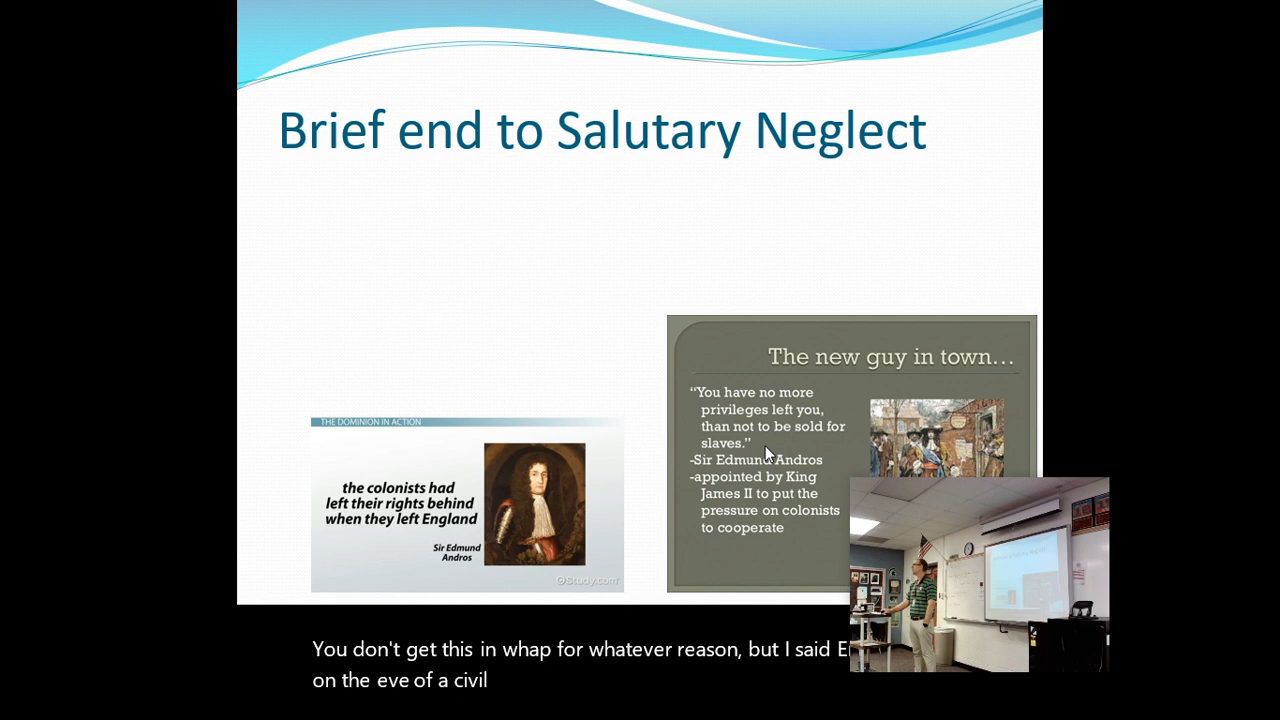 Brief end to Salutary Neglect
THE DOMINION IN ACTION
the colonists had
left their rights behind
when they left England
Sir Edmund
Andros
Study.com
The new guy in town…
“You have no more
privileges left you,
than not to be sold for
slaves.”
-Sir Edmund Andros
-appointed by King
James II to put the
pressure on colonists
to cooperate
You don't get this in whap for whatever reason, but I said
on the eve of a civil